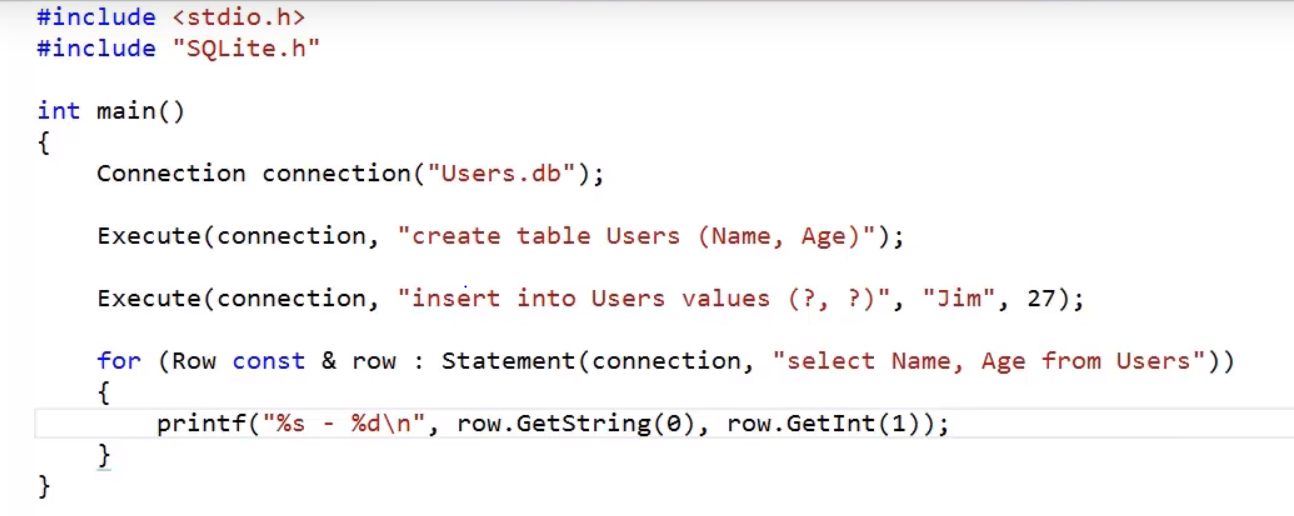 #include <stdio.h>
#include "SQLite.h"
int main()
{
    Connection connection("Users.db");
    Execute(connection, "create table Users (Name, Age)");
    Execute(connection, "insert into Users values (?, ?)", "Jim", 27);
    for (Row const & row : Statement(connection, "select Name, Age from Users"))
    {
        printf("%s - %d\n", row.GetString(0), row.GetInt(1));
    }
}